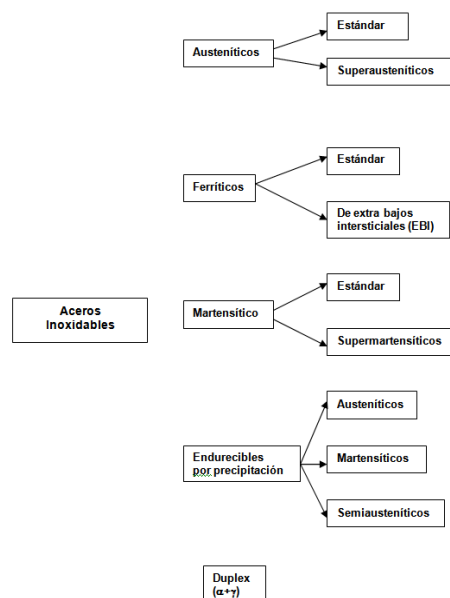 Estándar
Austeníticos
Superausteníticos
Estándar
Ferríticos
De extra bajos
intersticiales (EBI)
Estándar
Aceros
Inoxidables
Martensítico
Supermartensíticos
Austeníticos
Endurecibles
por precipitación
Martensíticos
Semiausteníticos
Duplex
(α+γ)